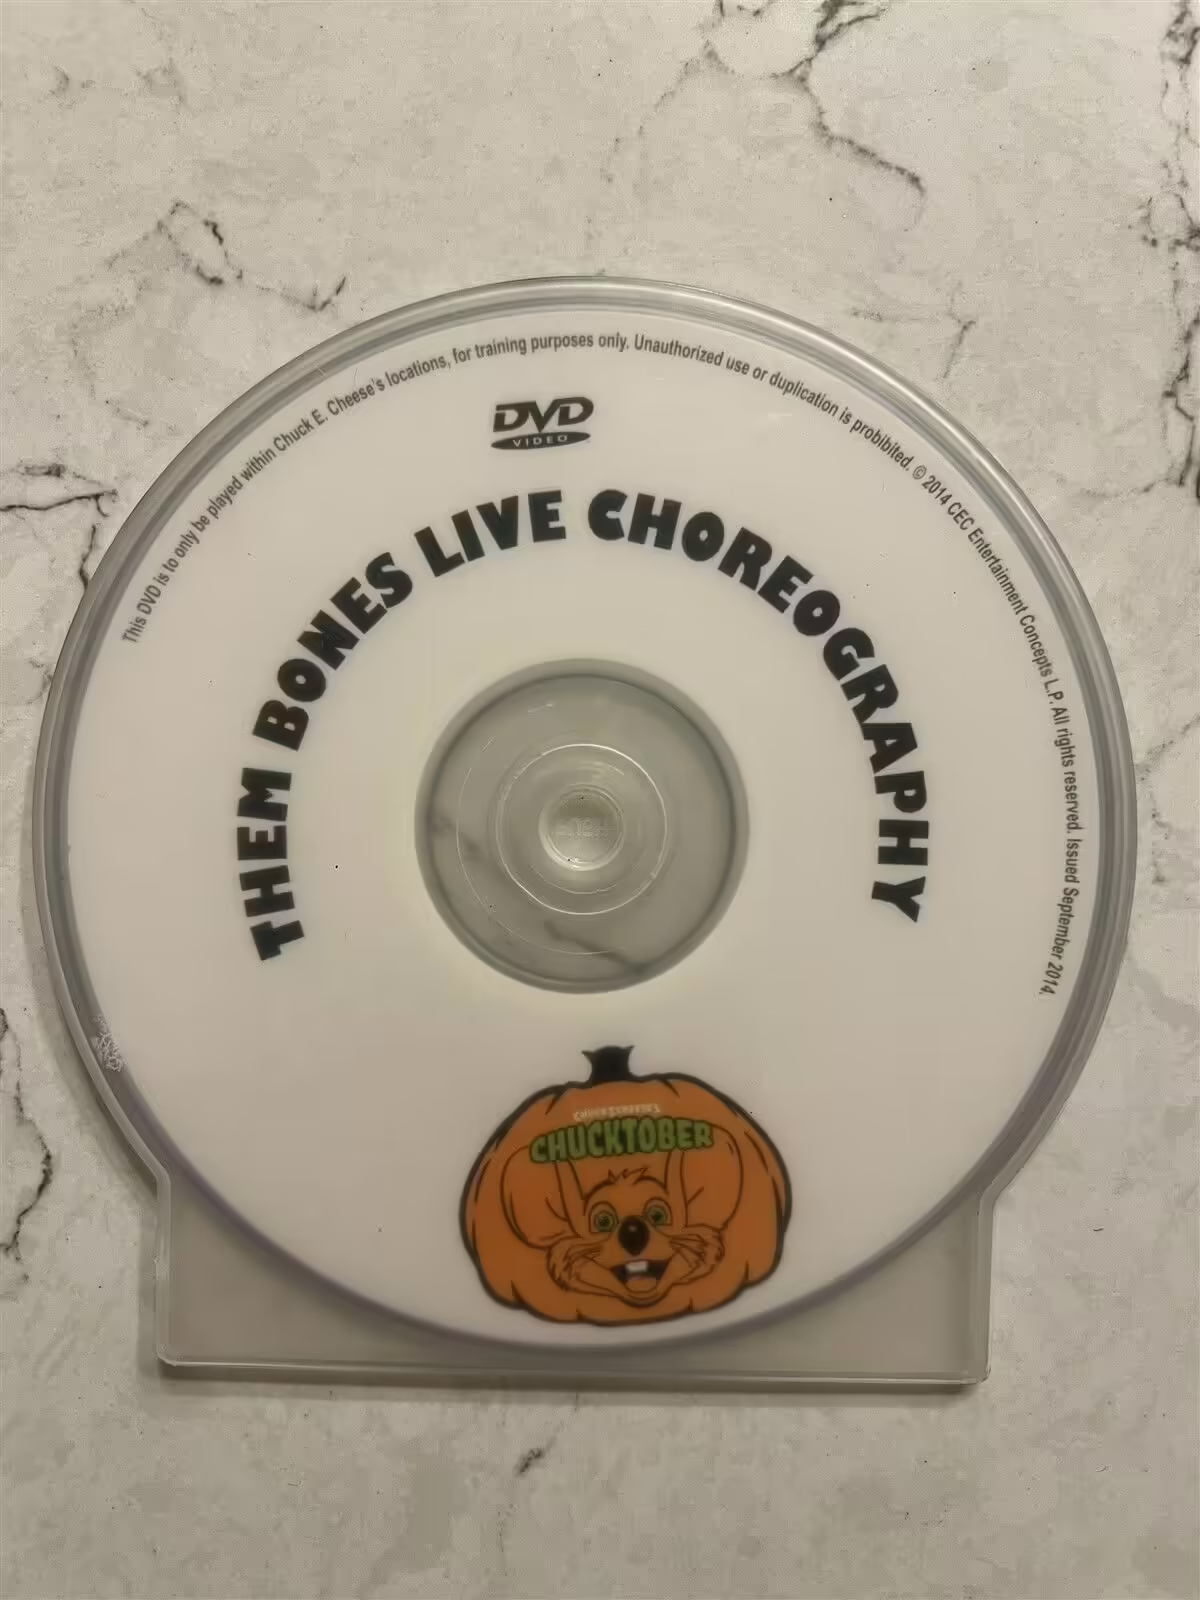 This DVD is to only be played within Chuck E. Cheese's locations, for training purposes only. Unauthorized use or duplication is probibited. © 2014 CEC Entertainment Concepts L.P. All rights reserved. Issued September 2014.
DVD
VIDEO
THEM BONES LIVE CHOREOGRAPHY
CHUCKTOBER